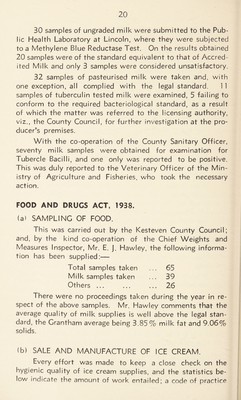 20
30 samples of ungraded milk were submitted to the Pub-
lic Health Laboratory at Lincoln, where they were subjected
to a Methylene Blue Reductase Test. On the results obtained
20 samples were of the standard equivalent to that of Accred-
ited Milk and only 3 samples were considered unsatisfactory.
32 samples of pasteurised milk were taken and, with
one exception, all complied with the legal standard. 11
samples of tuberculin tested milk were examined, 5 failing to
conform to the required bacteriological standard, as a result
of which the matter was referred to the licensing authority,
viz., the County Council, for further investigation at the pro-
ducer's premises.
With the co-operation of the County Sanitary Officer,
seventy milk samples were obtained for examination for
Tubercle Bacilli, and one only was reported to be positive.
This was duly reported to the Veterinary Officer of the Min-
istry of Agriculture and Fisheries, who took the necessary
action.
FOOD AND DRUGS ACT, 1938.
(a) SAMPLING OF FOOD.
This was carried out by the Kesteven County Council;
and, by the kind co-operation of the Chief Weights and
Measures Inspector, Mr. E. J. Hawley, the following informa-
tion has been supplied:—
Total samples taken ... 65
Milk samples taken ... 39
Others ... ... ... 26
There were no proceedings taken during the year in re-
spect of the above samples. Mr. Hawley comments that the
average quality of milk supplies is well above the legal stan-
dard, the Grantham average being 3.85% milk fat and 9.06%
solids.
(b) SALE AND MANUFACTURE OF ICE CREAM.
Every effort was made to keep a close check on the
hygienic quality of ice cream supplies, and the statistics be-
low indicate the amount of work entailed; a code of practice